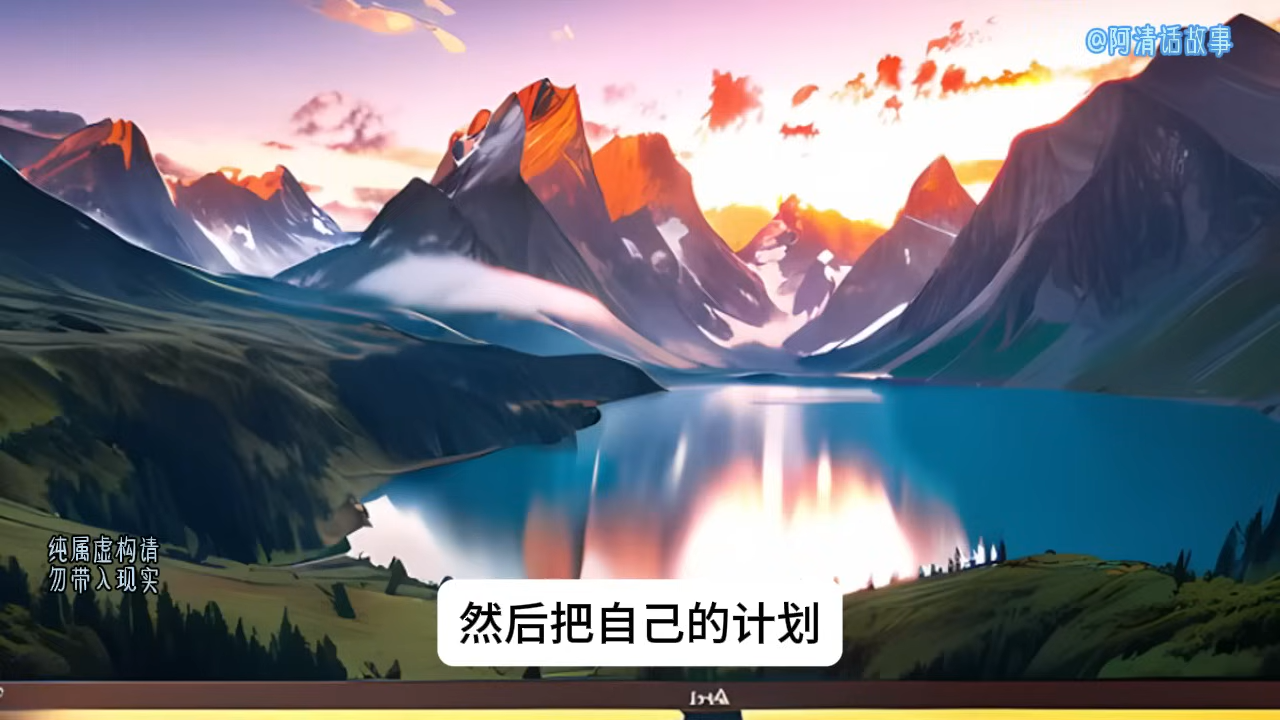 @阿清话故事
纯属虚构请
勿带入现实
然后把自己的计划